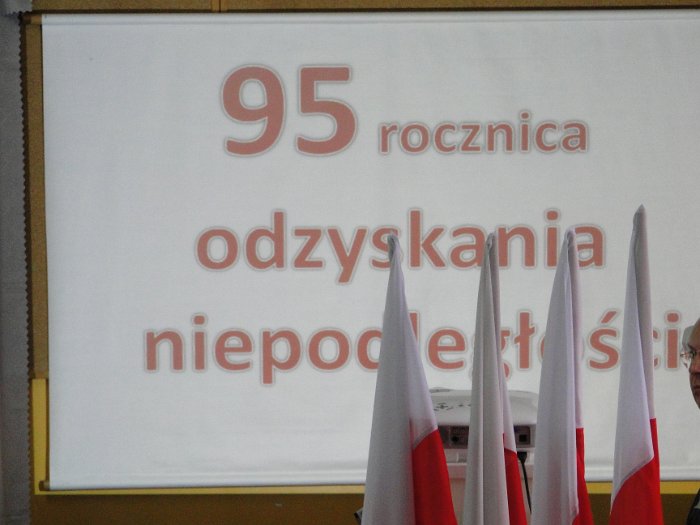 95 rocznica
odzyskania
niepodległości